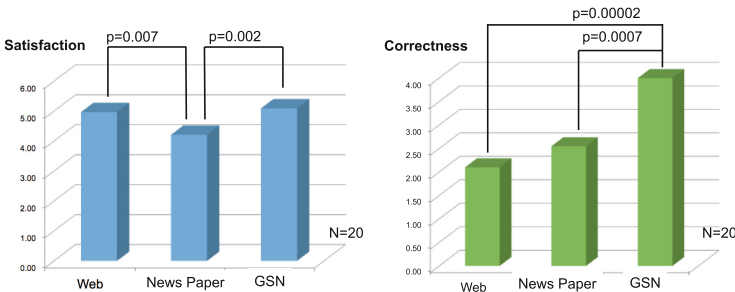 Satisfaction
p=0.007
p=0.002
6.00
5.00
4.00
3.00
2.00
1.00
0.00
N=20
Web
News Paper
GSN
Correctness
p=0.00002
p=0.0007
4.00
3.50
3.00
2.50
2.00
1.50
1.00
0.50
0.00
N=20
Web
News Paper
GSN